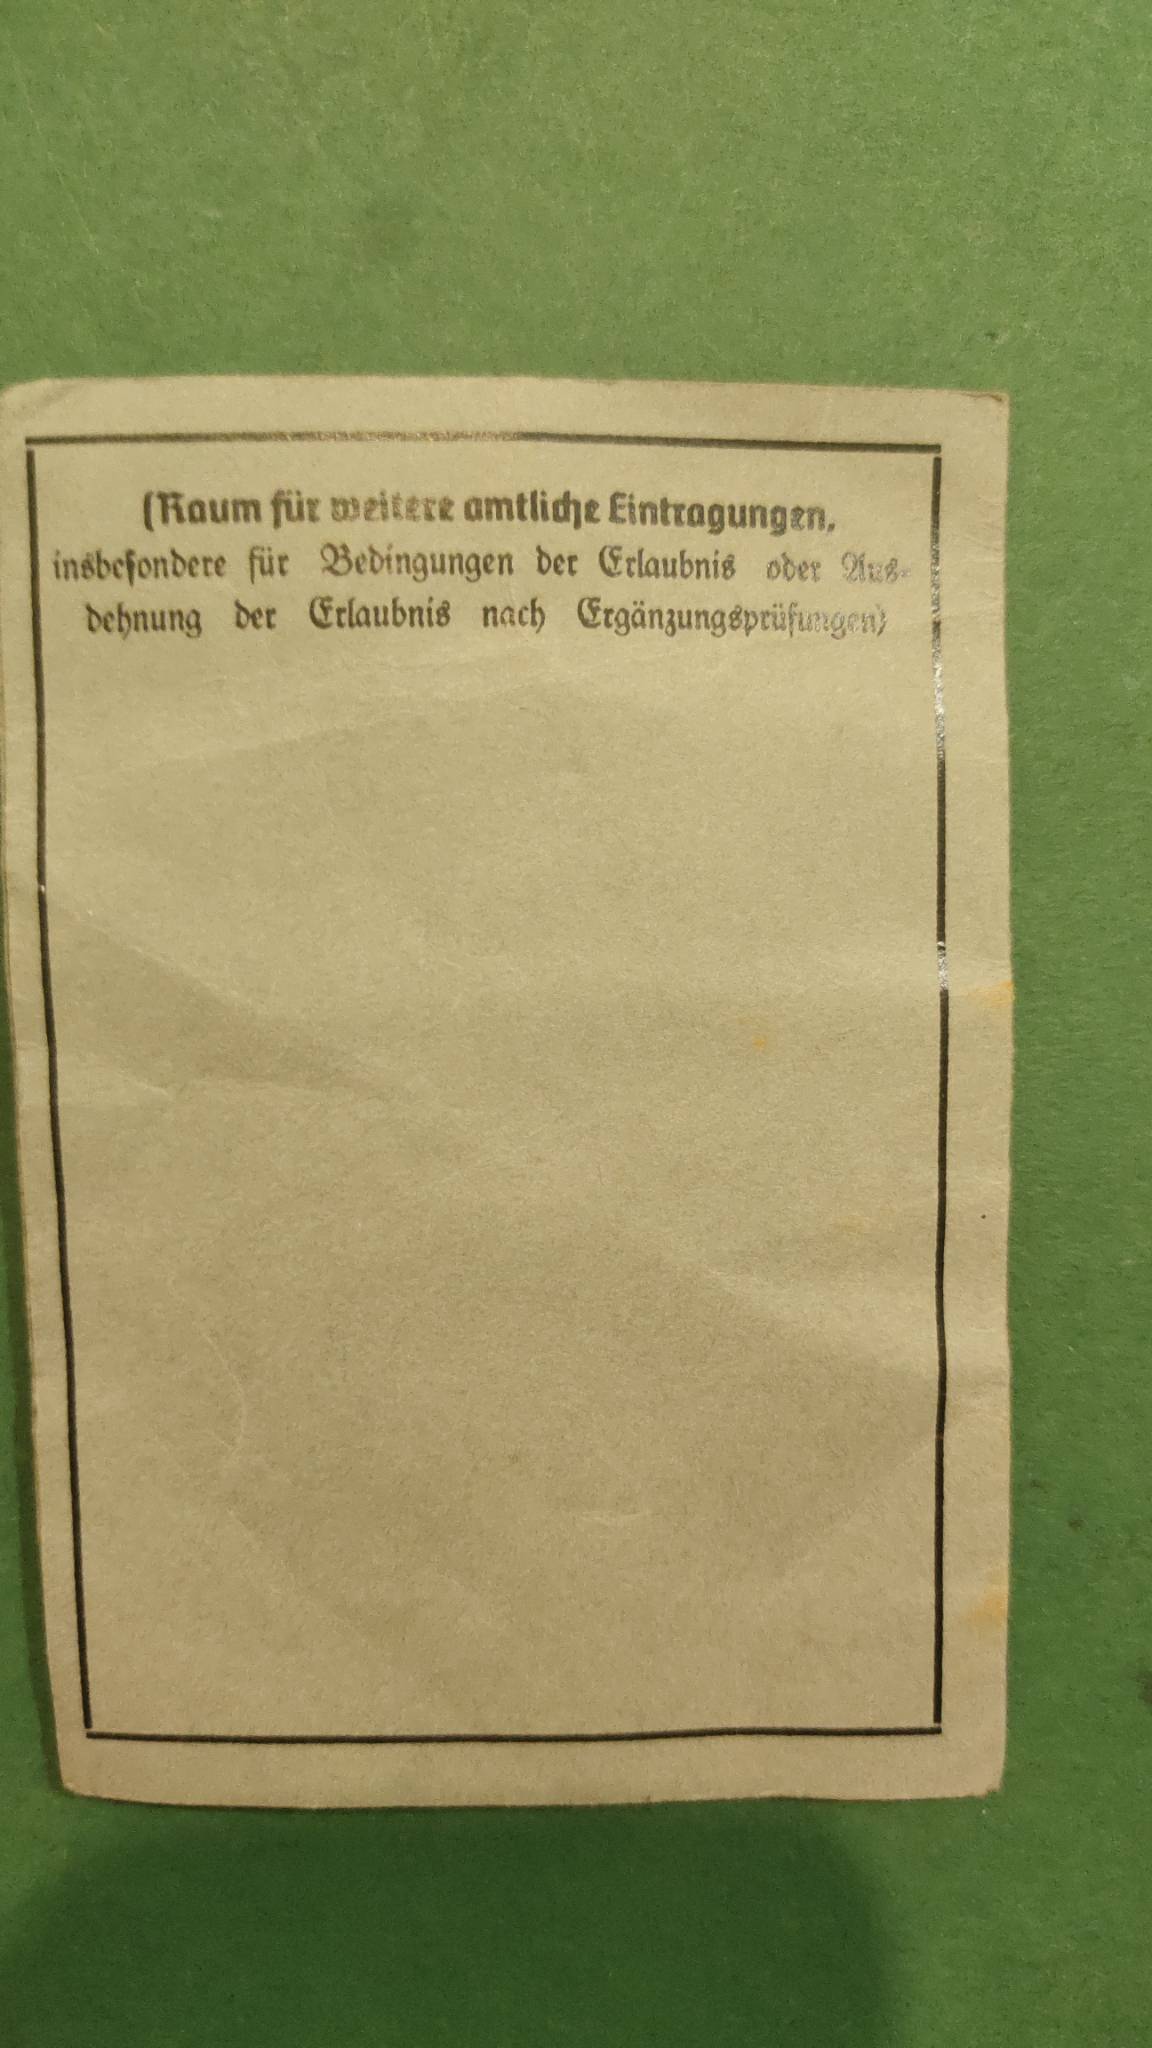 (Raum für weitere amtliche Eintragungen,
insbesondere für Bedingungen der Erlaubnis oder Aus-
dehnung der Erlaubnis nach Ergänzungsprüfungen)